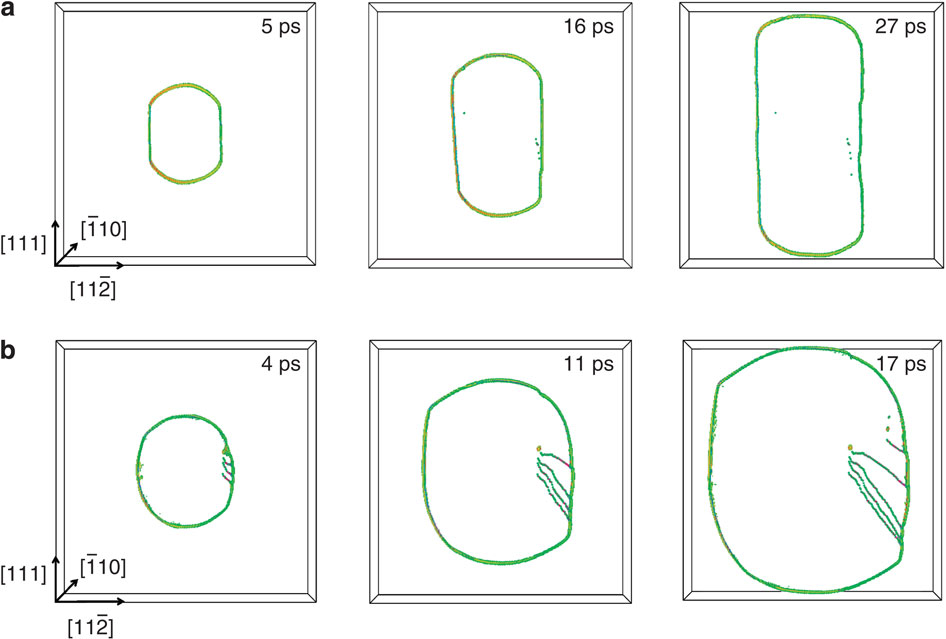 a
5 ps
16 ps
27 ps
[111]
[1̅10]
[112̅]
b
4 ps
11 ps
17 ps
[111]
[1̅10]
[112̅]